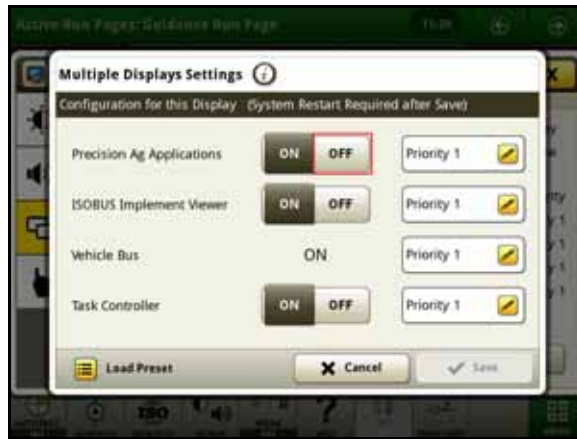 Active Run Pages: Guidance Run Page
Multiple Displays Settings
Configuration for this Display (System Restart Required after Save)
Precision Ag Applications ON OFF Priority 1
ISOBUS Implement Viewer ON OFF Priority 1
Vehicle Bus ON Priority 1
Task Controller ON OFF Priority 1
Load Preset Cancel Save
ISO